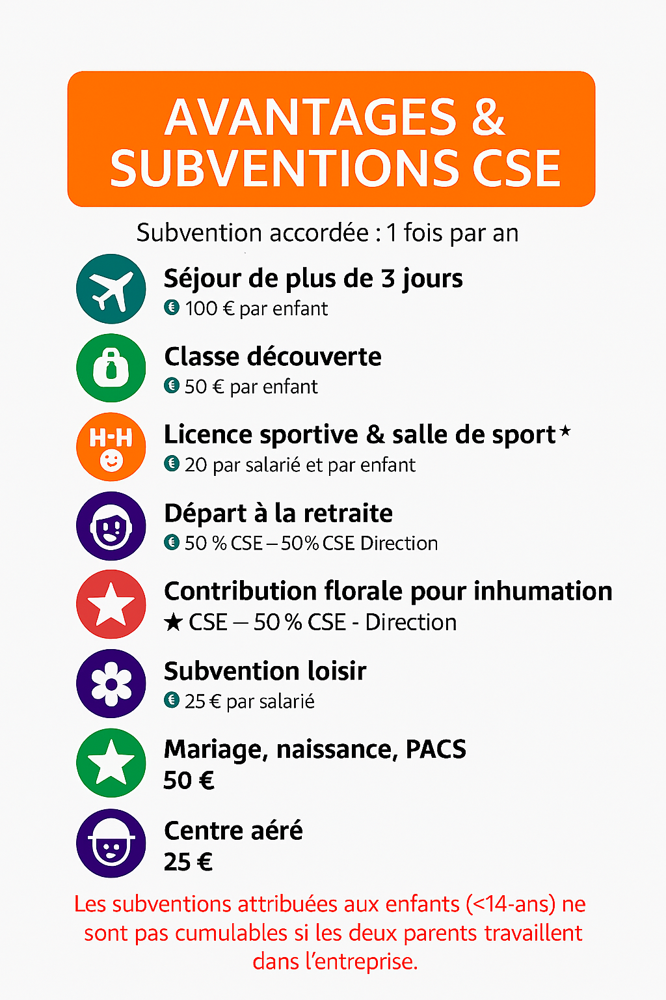 AVANTAGES &
SUBVENTIONS CSE
Subvention accordée : 1 fois par an
Séjour de plus de 3 jours
€ 100 € par enfant
Classe découverte
€ 50 € par enfant
H-H
Licence sportive & salle de sport★
€ 20 par salarié et par enfant
Départ à la retraite
€ 50 % CSE – 50% CSE Direction
Contribution florale pour inhumation
★ CSE – 50 % CSE - Direction
Subvention loisir
€ 25 € par salarié
Mariage, naissance, PACS
50 €
Centre aéré
25 €
Les subventions attribuées aux enfants (<14-ans) ne
sont pas cumulables si les deux parents travaillent
dans l’entreprise.